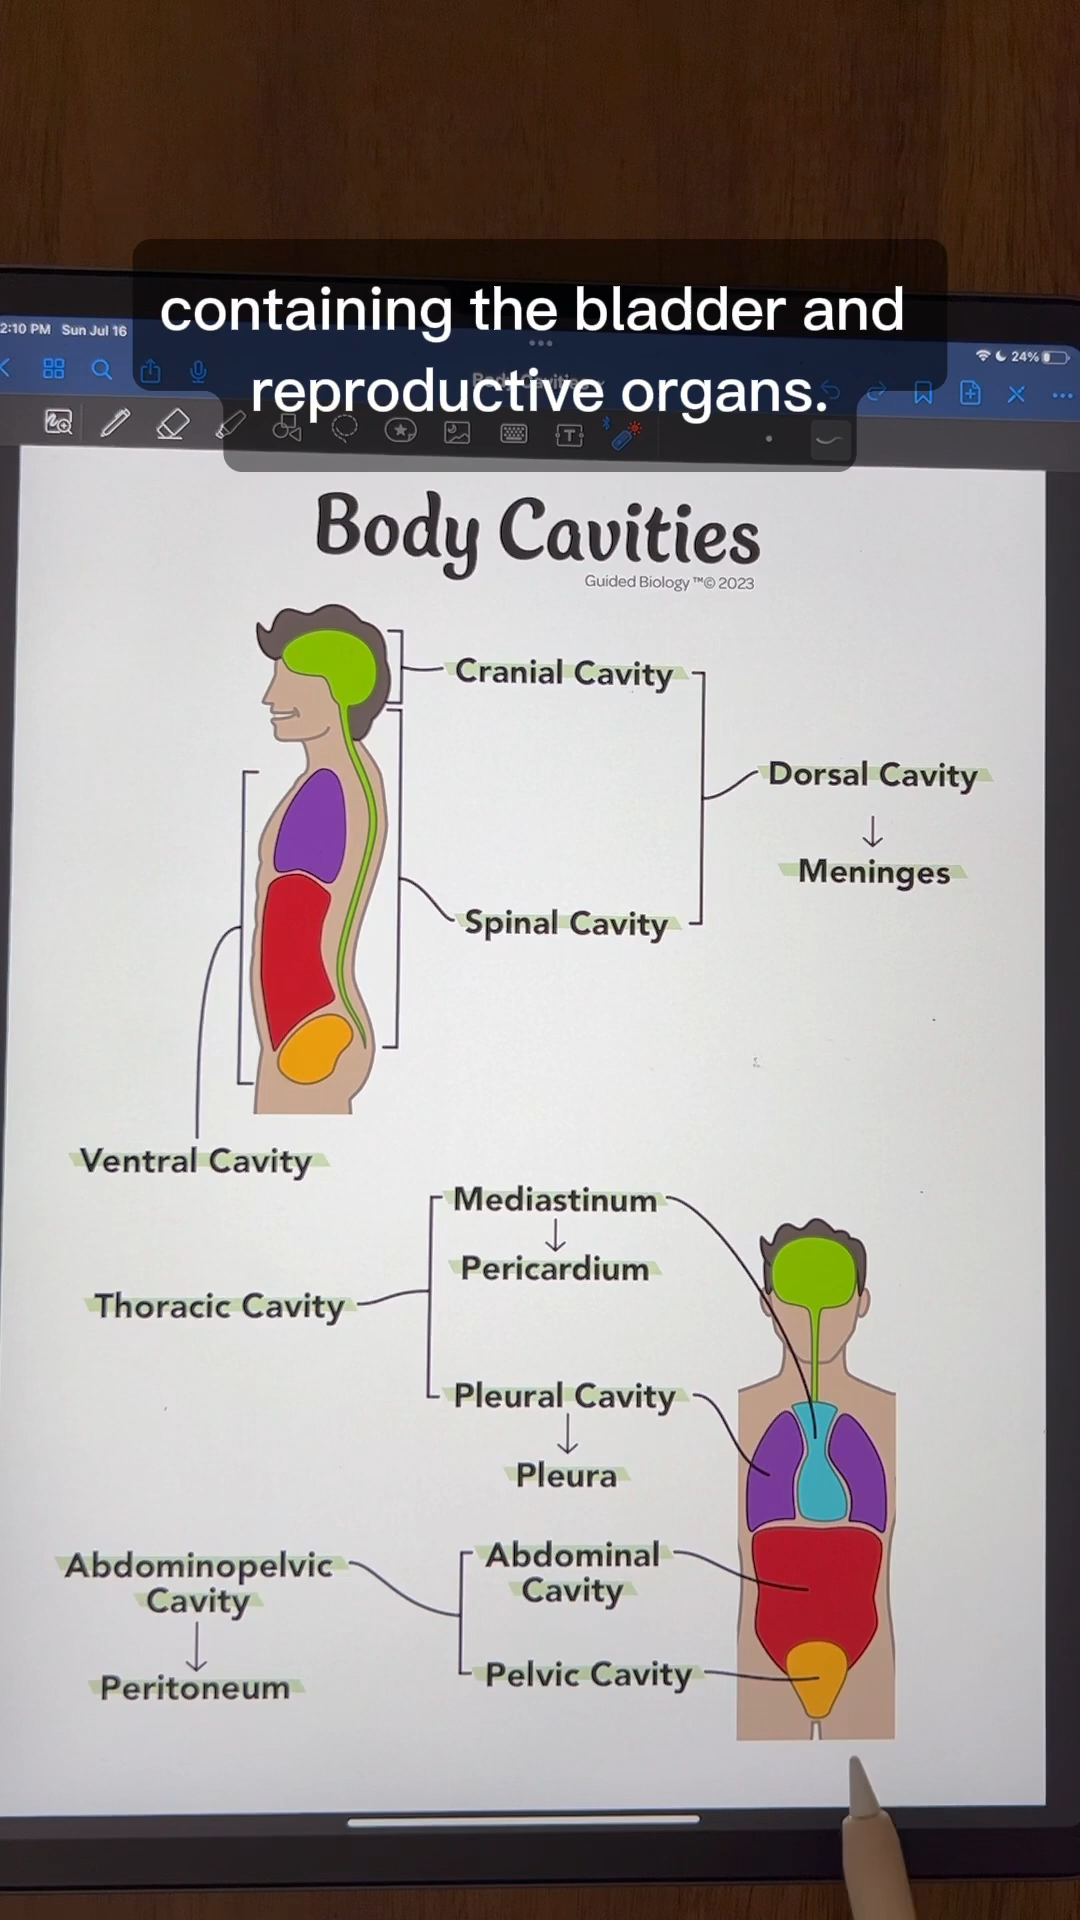 containing the bladder and
reproductive organs.
2:10 PM Sun Jul 16
24%
Body Cavities
Guided Biology ™© 2023
Cranial Cavity
Dorsal Cavity
Meninges
Spinal Cavity
Ventral Cavity
Mediastinum
Pericardium
Thoracic Cavity
Pleural Cavity
Pleura
Abdominopelvic
Cavity
Peritoneum
Abdominal
Cavity
Pelvic Cavity